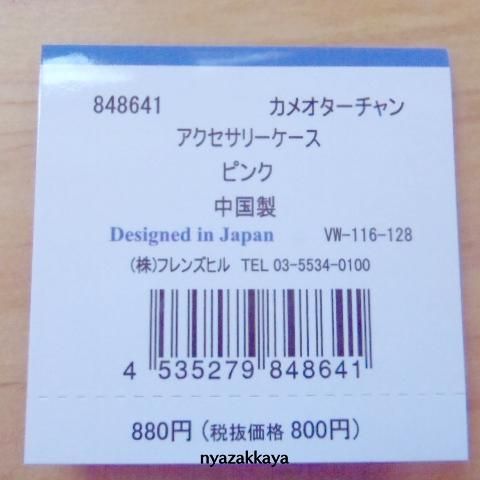 848641 カメオターチャン
アクセサリーケース
ピンク
中国製
Designed in Japan VW-116-128
(株)フレンズヒル TEL 03-5534-0100
4 535279 848641
880円 (税抜価格 800円)
nyazakkaya